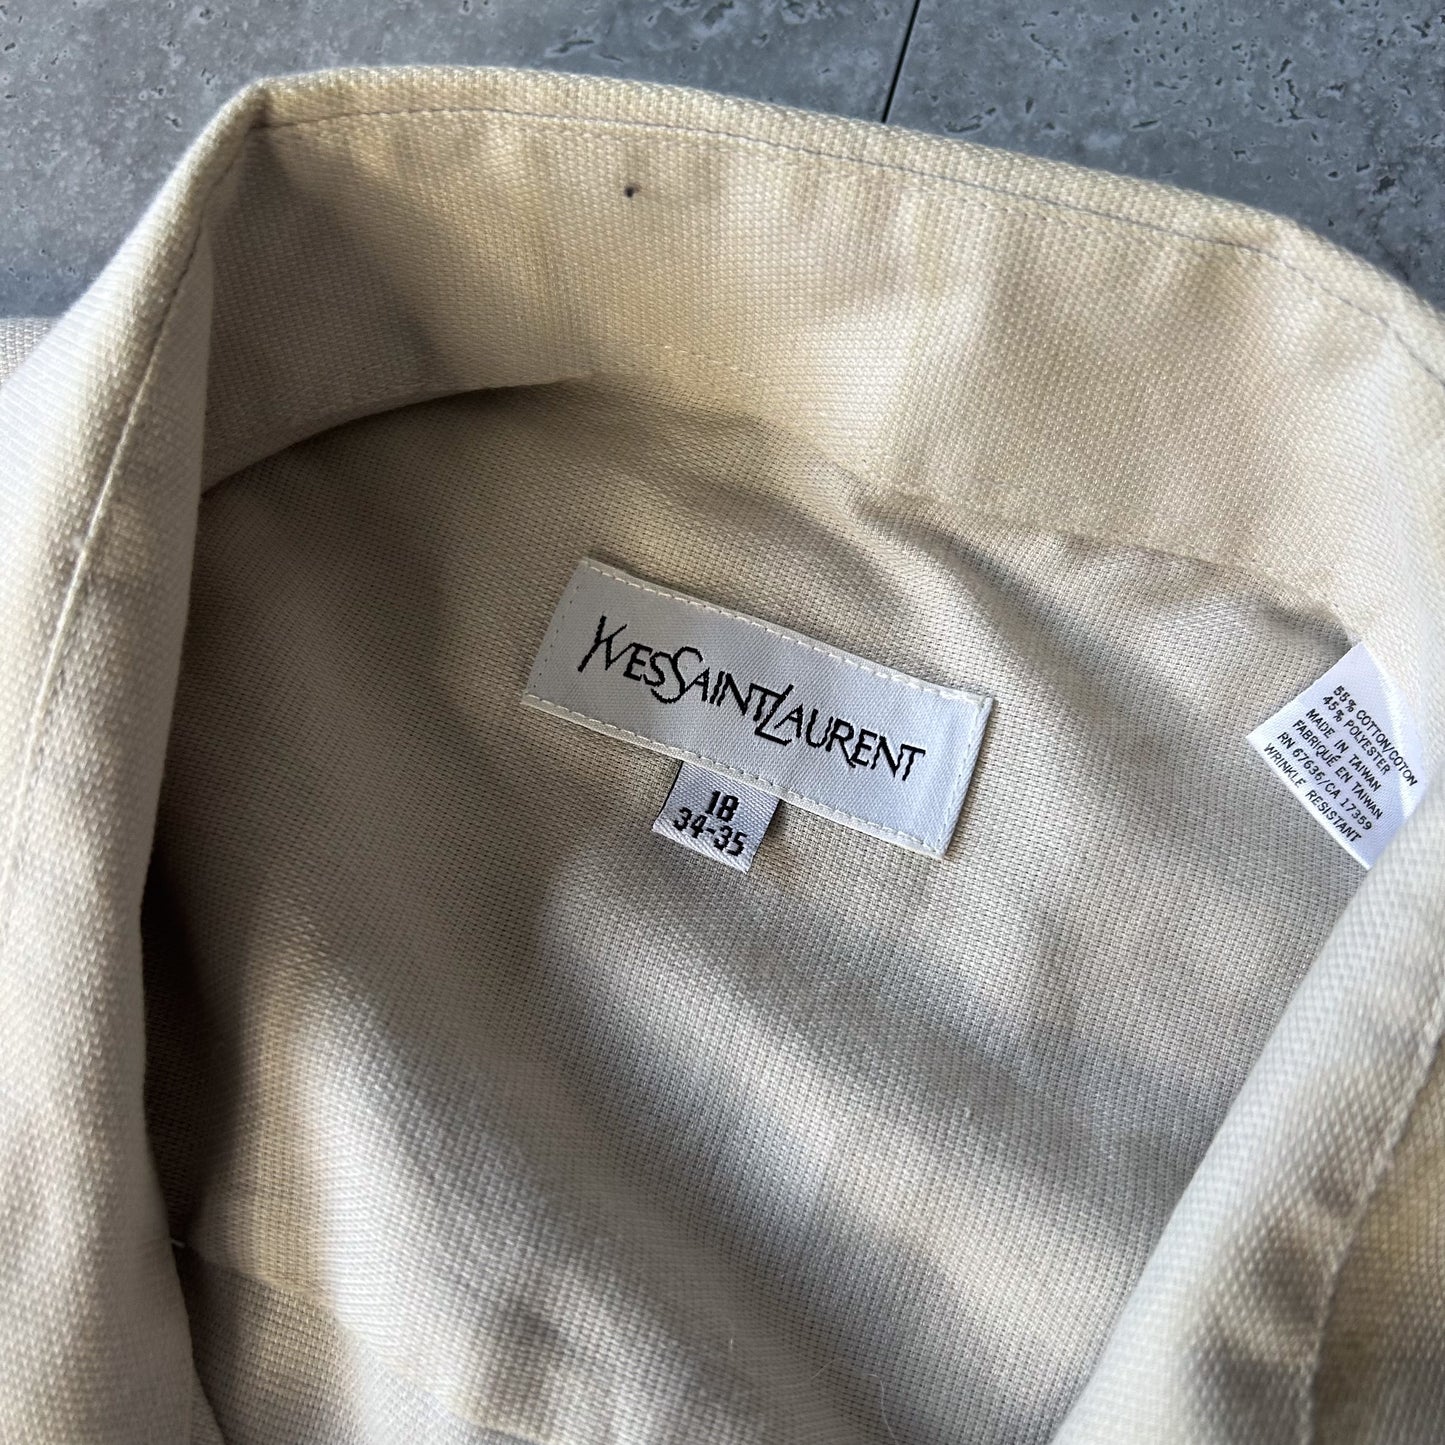 YVESSAINTLAURENT
18
34-35
55% COTTON/COTON
45% POLYESTER
MADE IN TAIWAN
FABRIQUÉ EN TAIWAN
RN 67636/CA 17359
WRINKLE RESISTANT